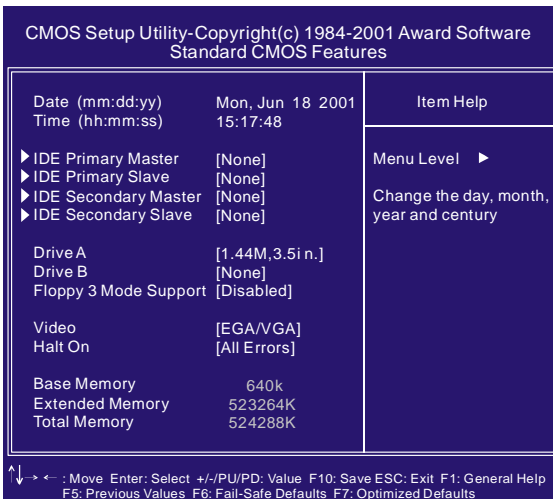 CMOS Setup Utility-Copyright(c) 1984-2001 Award Software
Standard CMOS Features
Date (mm:dd:yy) Mon, Jun 18 2001
Time (hh:mm:ss) 15:17:48
IDE Primary Master [None]
IDE Primary Slave [None]
IDE Secondary Master [None]
IDE Secondary Slave [None]
Drive A [1.44M,3.5in.]
Drive B [None]
Floppy 3 Mode Support [Disabled]
Video [EGA/VGA]
Halt On [All Errors]
Base Memory 640k
Extended Memory 523264K
Total Memory 524288K
Item Help
Menu Level ▶
Change the day, month,
year and century
↑↓→← : Move Enter: Select +/-/PU/PD: Value F10: Save ESC: Exit F1: General Help
F5: Previous Values F6: Fail-Safe Defaults F7: Optimized Defaults